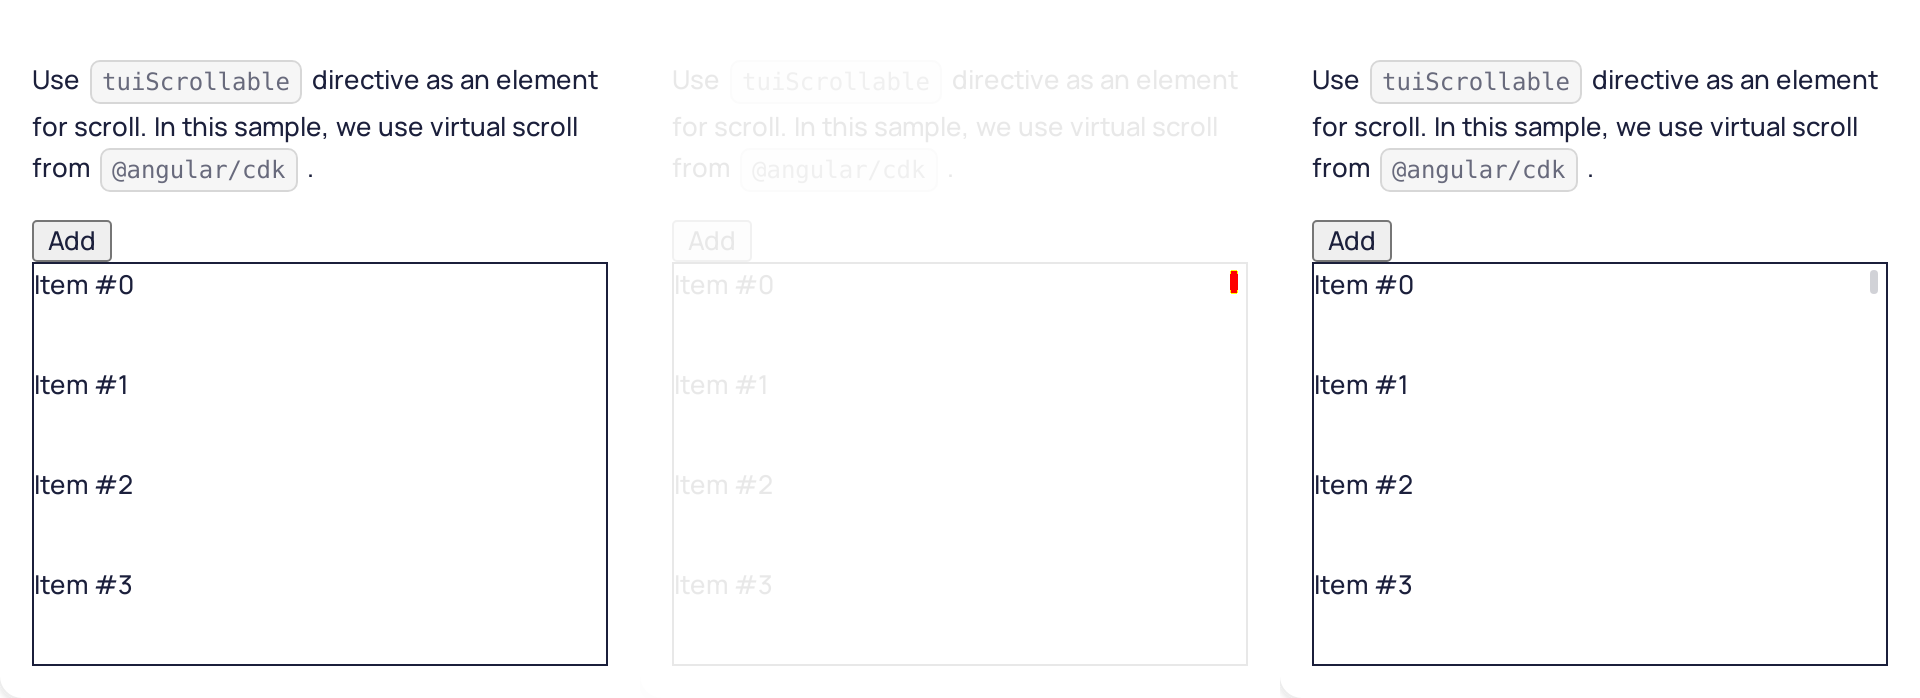 Use tuiScrollable directive as an element
for scroll. In this sample, we use virtual scroll
from @angular/cdk .
Add
Item #0
Item #1
Item #2
Item #3
Use tuiScrollable directive as an element
for scroll. In this sample, we use virtual scroll
from @angular/cdk .
Add
Item #0
Item #1
Item #2
Item #3
Use tuiScrollable directive as an element
for scroll. In this sample, we use virtual scroll
from @angular/cdk .
Add
Item #0
Item #1
Item #2
Item #3